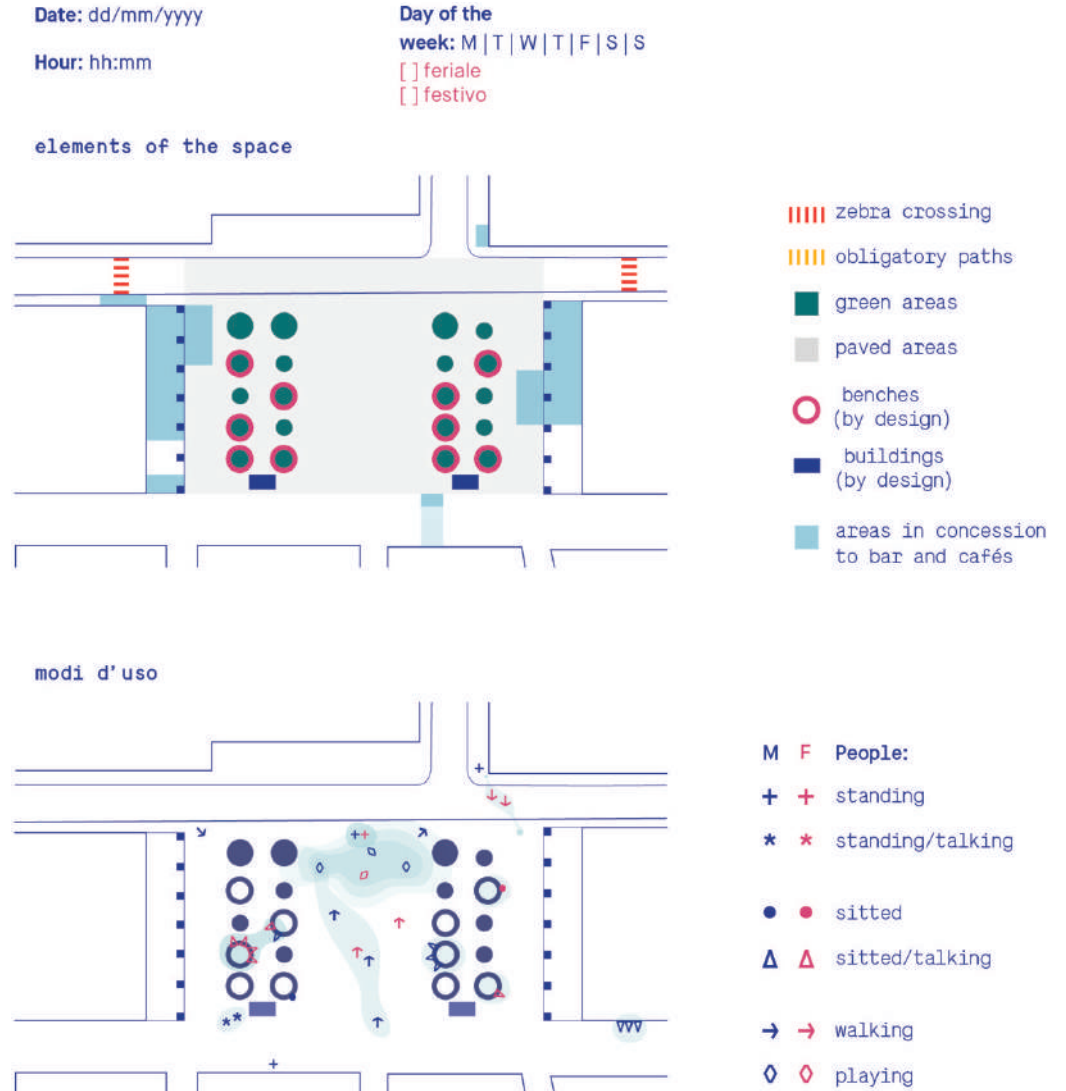 Date: dd/mm/yyyy
Hour: hh:mm
Day of the
week: M | T | W | T | F | S | S
[ ] feriale
[ ] festivo
elements of the space
zebra crossing
obligatory paths
green areas
paved areas
benches
(by design)
buildings
(by design)
areas in concession
to bar and cafés
modi d'uso
M F People:
standing
standing/talking
sitted
sitted/talking
walking
playing